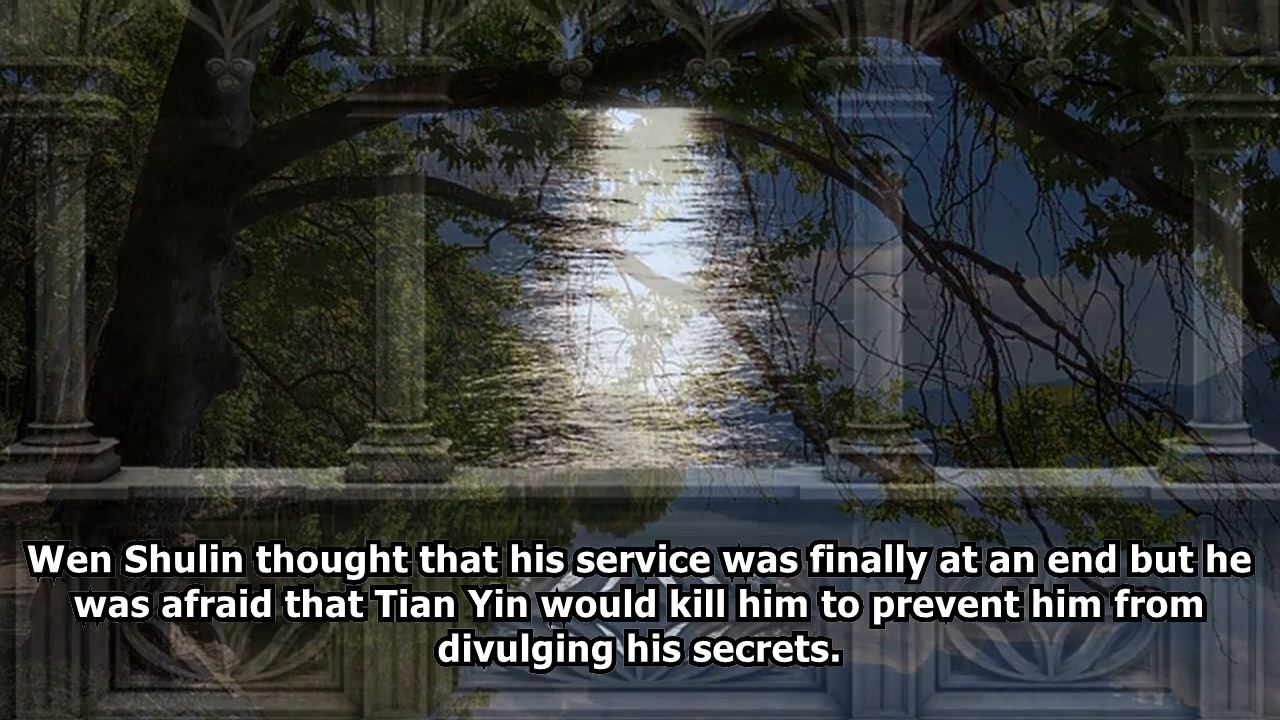 Wen Shulin thought that his service was finally at an end but he
was afraid that Tian Yin would kill him to prevent him from
divulging his secrets.